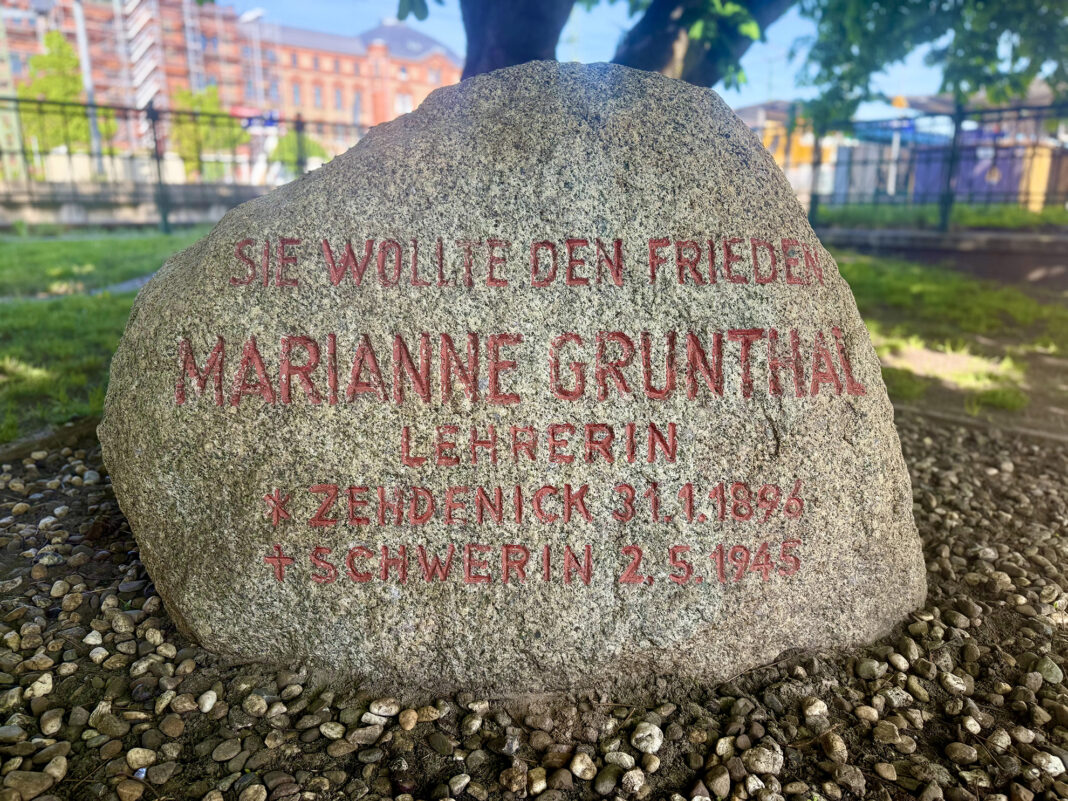 SIE WOLLTE DEN FRIEDEN
MARIANNE GRUNTHAL
LEHRERIN
* ZEHDENICK 31.1.1896
† SCHWERIN 2.5.1945